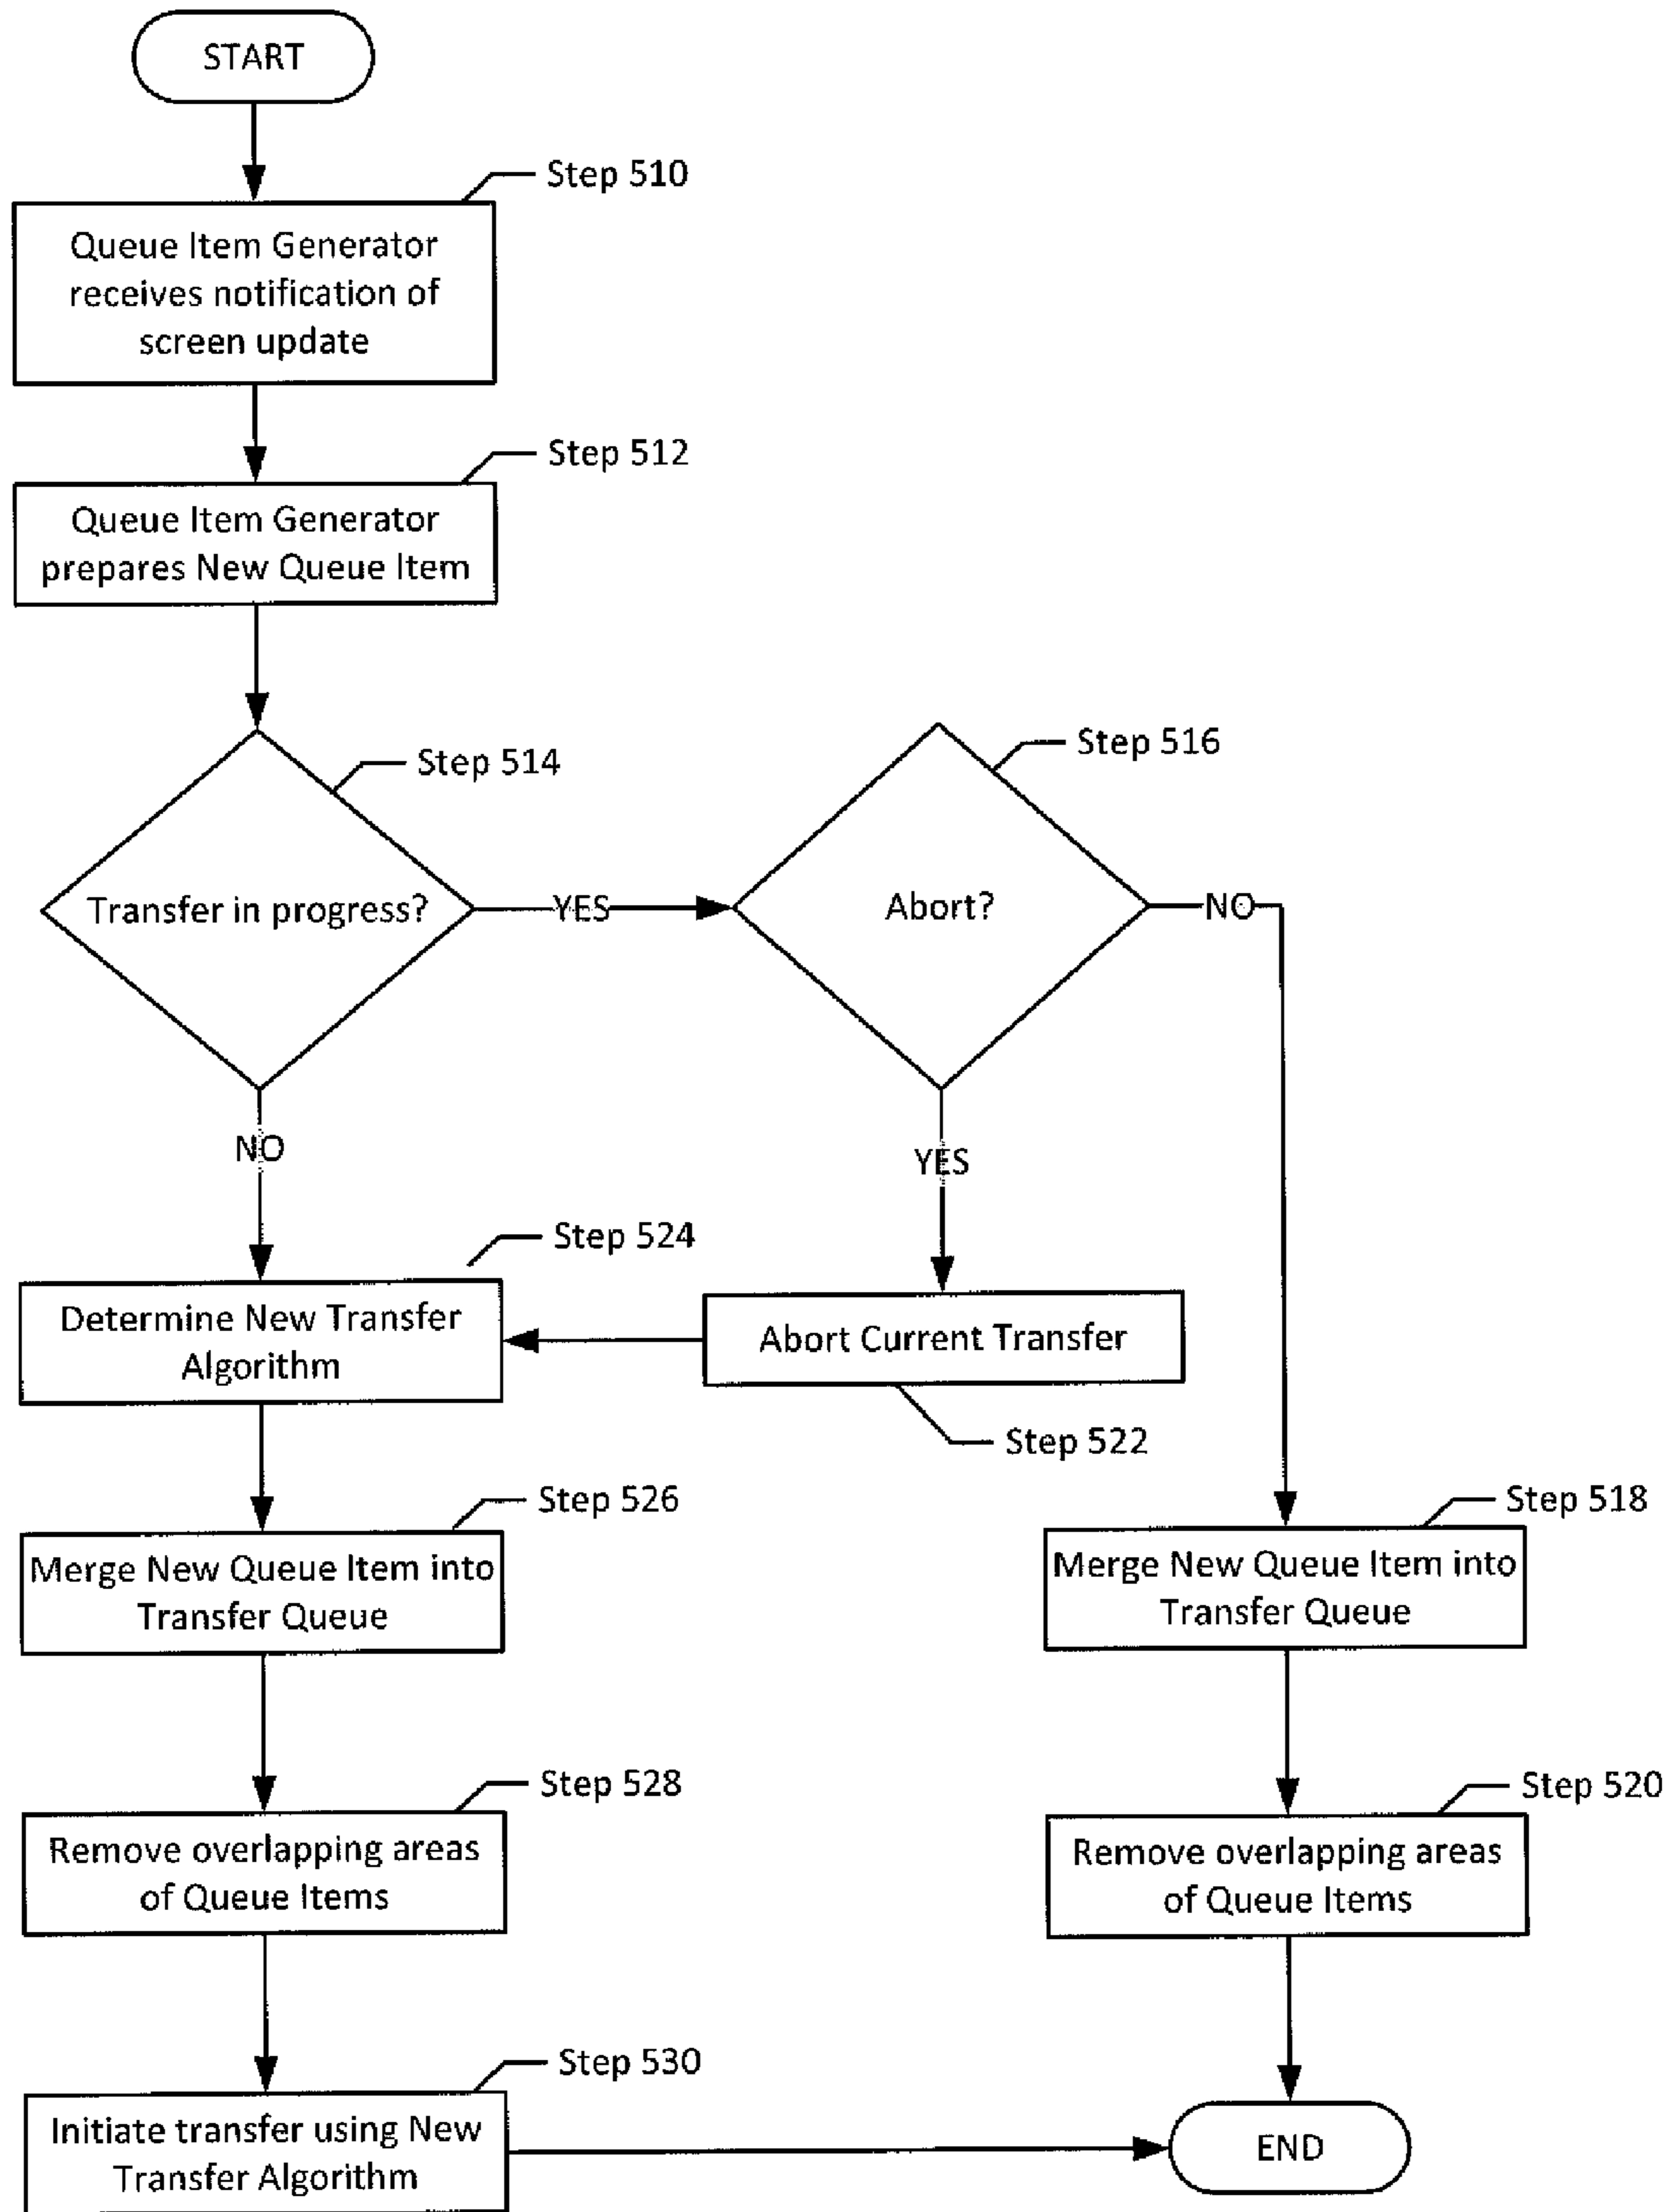 START
Step 510
Queue Item Generator
receives notification of
screen update
Step 512
Queue Item Generator
prepares New Queue Item
Step 514
Transfer in progress?
YES
Step 516
Abort?
NO
NO
YES
Step 524
Determine New Transfer
Algorithm
Abort Current Transfer
Step 522
Step 526
Merge New Queue Item into
Transfer Queue
Step 518
Merge New Queue Item into
Transfer Queue
Step 528
Remove overlapping areas
of Queue Items
Step 520
Remove overlapping areas
of Queue Items
Step 530
Initiate transfer using New
Transfer Algorithm
END